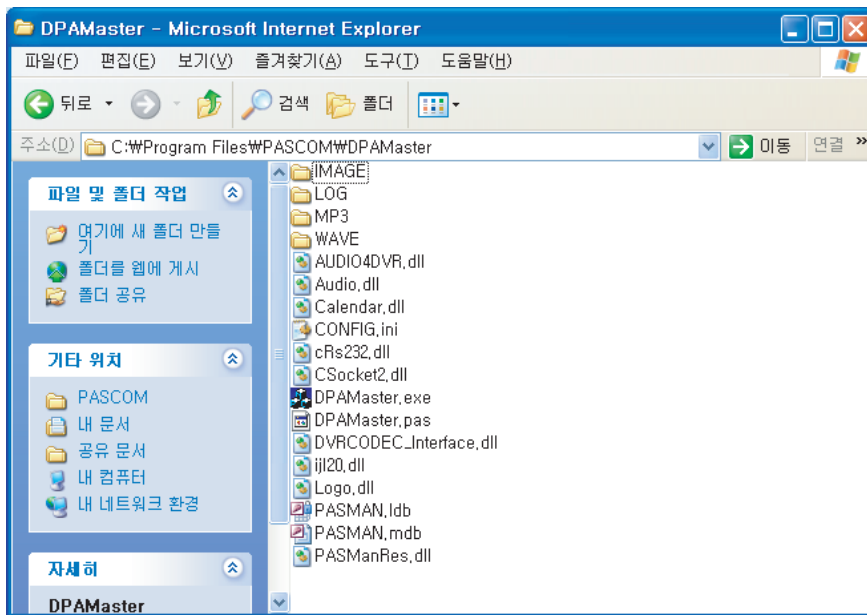 DPAMaster - Microsoft Internet Explorer
파일(F) 편집(E) 보기(V) 즐겨찾기(A) 도구(T) 도움말(H)
뒤로 검색 폴더
주소(D) C:₩Program Files₩PASCOM₩DPAMaster 이동 연결 »
파일 및 폴더 작업
여기에 새 폴더 만들
기
폴더를 웹에 게시
폴더 공유
기타 위치
PASCOM
내 문서
공유 문서
내 컴퓨터
내 네트워크 환경
자세히
DPAMaster
IMAGE
LOG
MP3
WAVE
AUDIO4DVR.dll
Audio.dll
Calendar.dll
CONFIG.ini
cRs232.dll
CSocket2.dll
DPAMaster.exe
DPAMaster.pas
DVRCODEC_Interface.dll
ijl20.dll
Logo.dll
PASMAN.ldb
PASMAN.mdb
PASManRes.dll